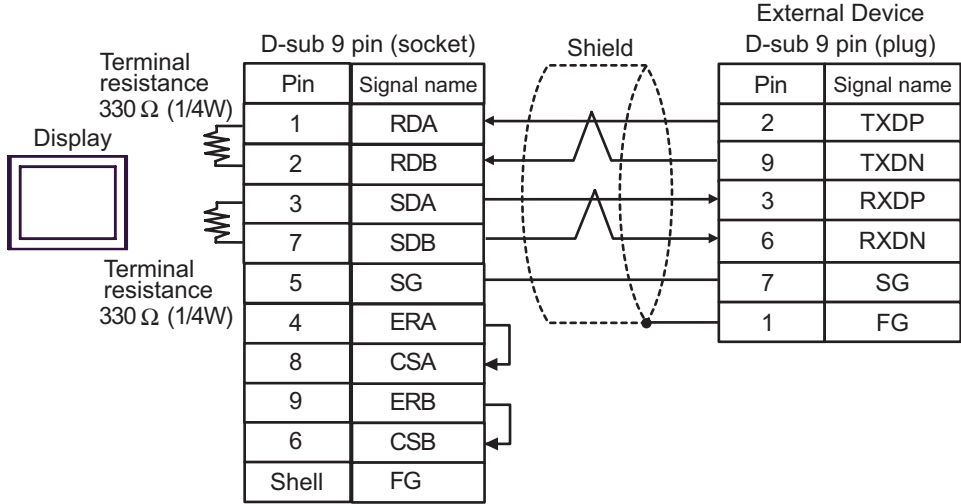 External Device
D-sub 9 pin (socket)
Shield
D-sub 9 pin (plug)
Terminal
resistance
330 Ω (1/4W)
Display
Pin Signal name
1 RDA
2 RDB
3 SDA
7 SDB
5 SG
4 ERA
8 CSA
9 ERB
6 CSB
Shell FG
Terminal
resistance
330 Ω (1/4W)
Pin Signal name
2 TXDP
9 TXDN
3 RXDP
6 RXDN
7 SG
1 FG